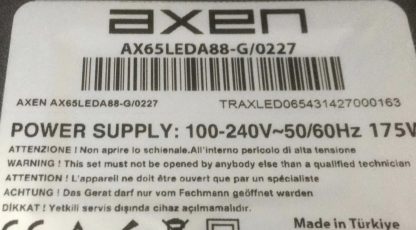 axen
AX65LEDA88-G/0227
AXEN AX65LEDA88-G/0227 TRAXLED065431427000163
POWER SUPPLY: 100-240V~50/60Hz 175W
ATTENZIONE ! Non aprire lo schienale.All'interno pericolo di alta tensione
WARNING ! This set must not be opened by anybody else than a qualified technician
ATTENTION ! L'appareil ne doit être ouvert que par un spécialiste
ACHTUNG ! Das Gerat darf nur vom Fachmann geöffnet warden
DİKKAT ! Yetkili servis dışında cihaz açılmamalıdır.
Made in Türkiye